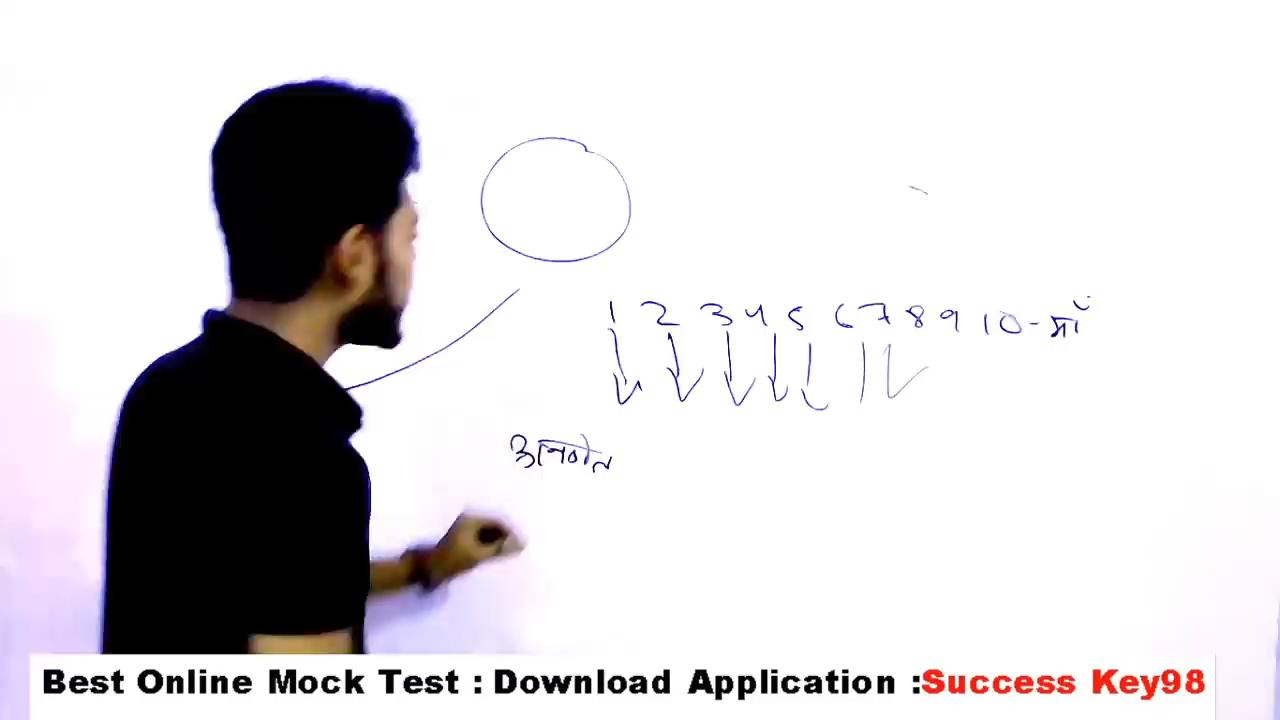 1 2 3 4 5 6 7 8 9 10 - माँ
Best Online Mock Test : Download Application :Success Key98